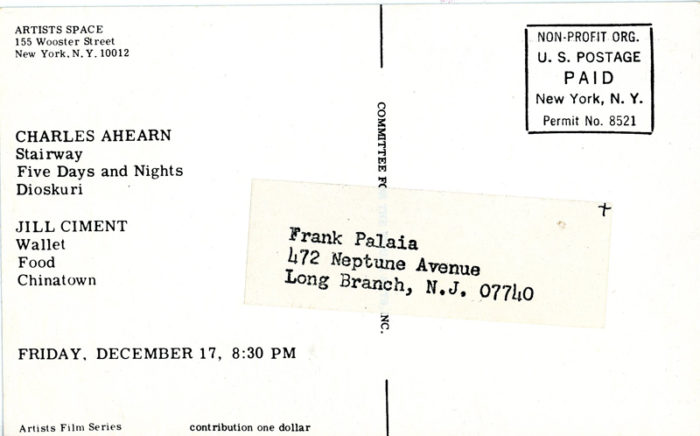 ARTISTS SPACE
155 Wooster Street
New York, N. Y. 10012
CHARLES AHEARN
Stairway
Five Days and Nights
Dioskuri
JILL CIMENT
Wallet
Food
Chinatown
FRIDAY, DECEMBER 17, 8:30 PM
Artists Film Series contribution one dollar
COMMITTEE INC.
NON-PROFIT ORG.
U. S. POSTAGE
PAID
New York, N. Y.
Permit No. 8521
Frank Palaia
472 Neptune Avenue
Long Branch, N.J. 07740